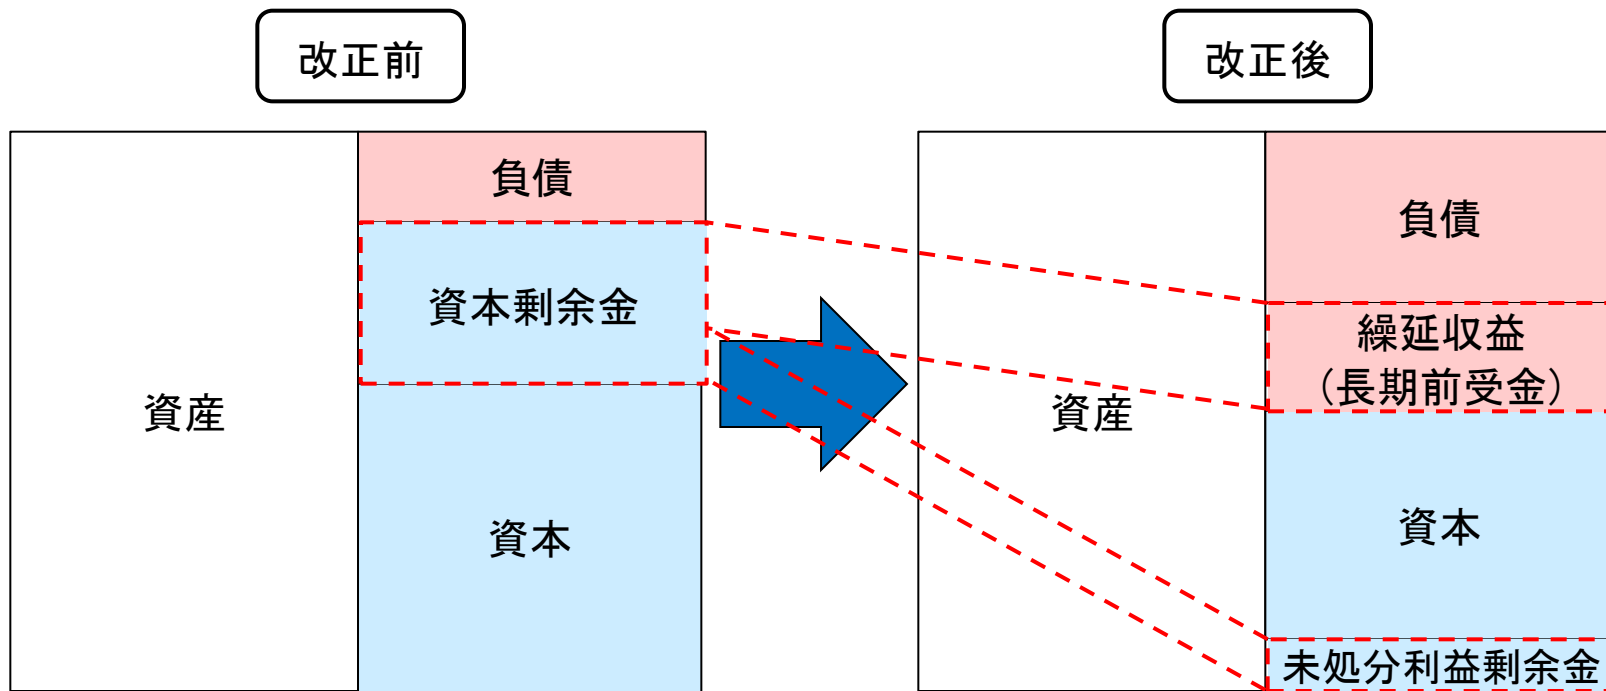 改正前
資産
負債
資本剰余金
資本
改正後
資産
負債
繰延収益
（長期前受金）
資本
未処分利益剰余金